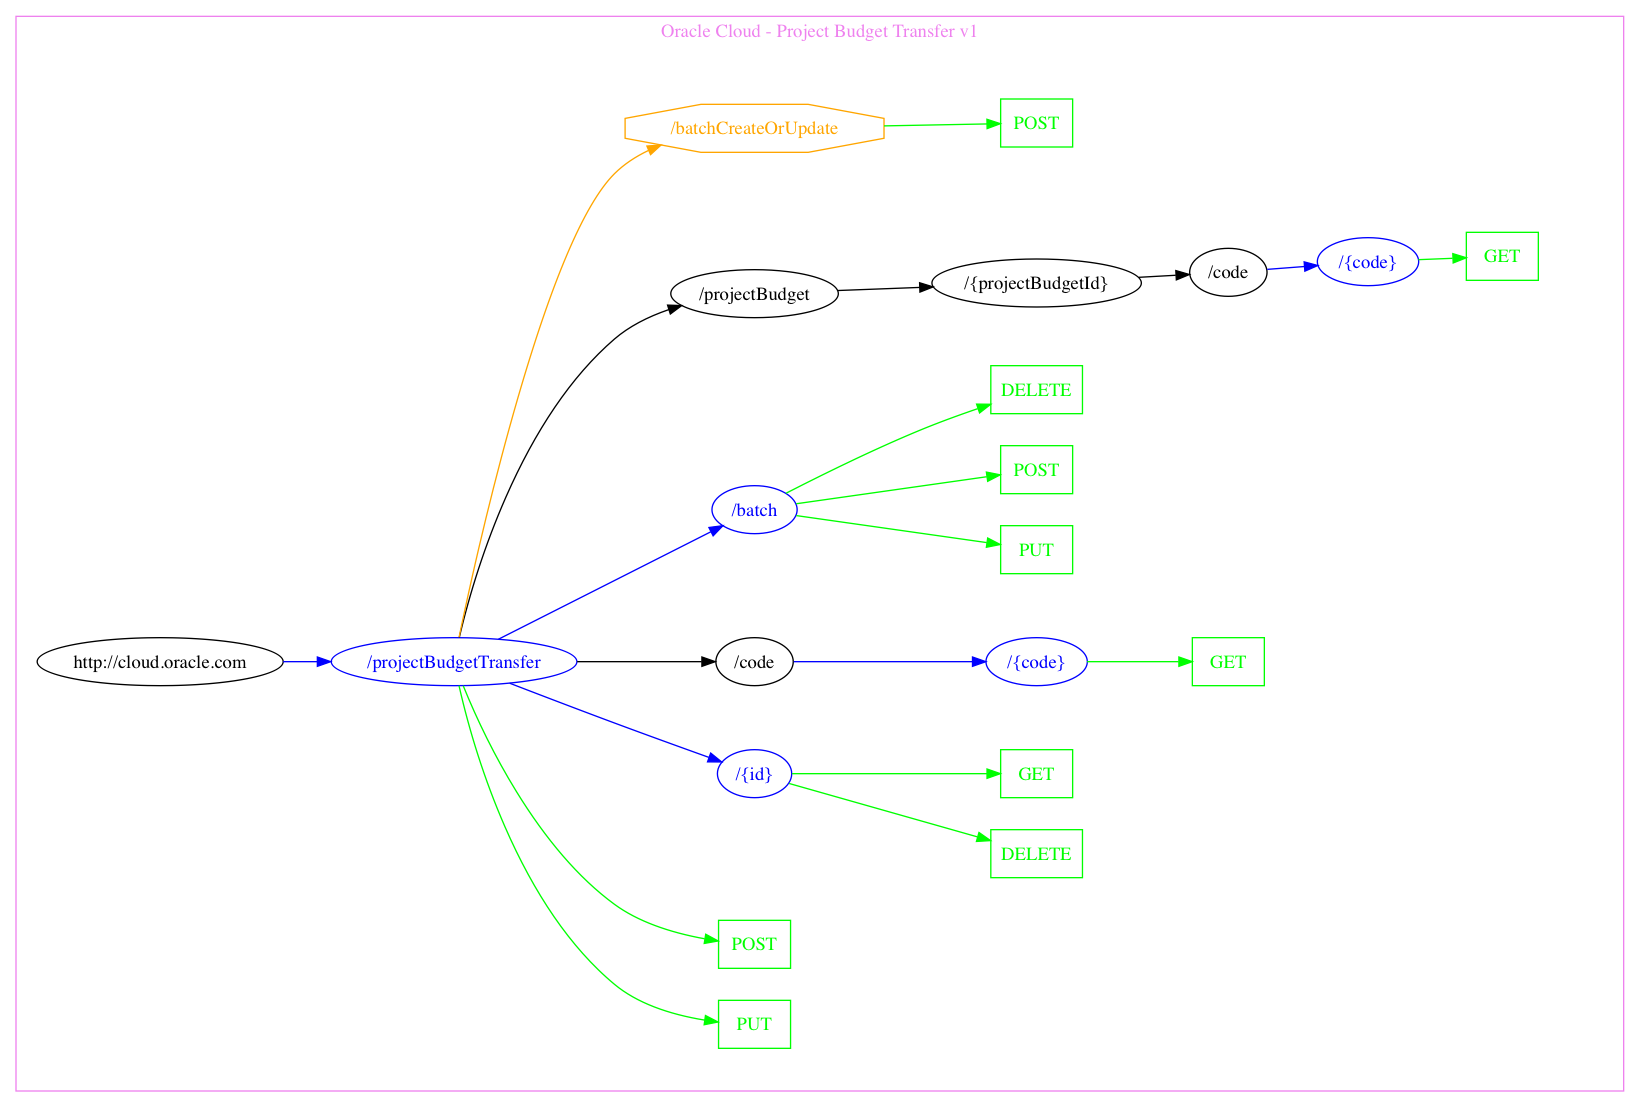 Oracle Cloud - Project Budget Transfer v1
/batchCreateOrUpdate
POST
/projectBudget
/{projectBudgetId}
/code
/{code}
GET
DELETE
POST
/batch
PUT
http://cloud.oracle.com
/projectBudgetTransfer
/code
/{code}
GET
/{id}
GET
DELETE
POST
PUT